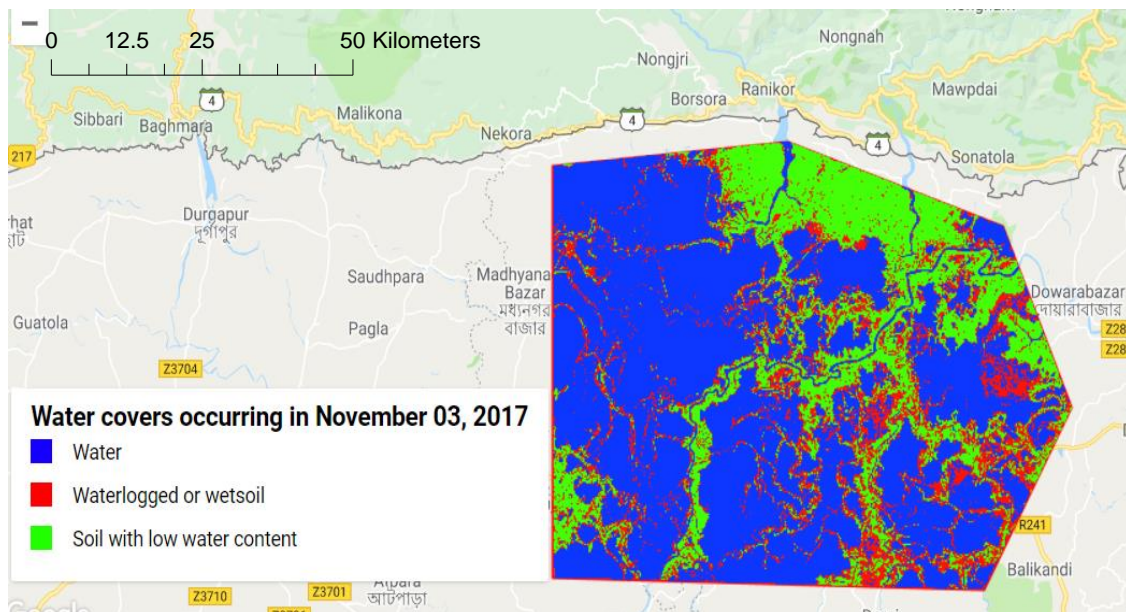 Nongnah
0 12.5 25 50 Kilometers
Nongjri
Ranikor
Mawpdai
Borsora
4
Malikona
Sibbari
Baghmara
4
Nekora
4
217
Sonatola
Durgapur
দুর্গাপুর
Saudhpara
Madhyana
Bazar
মধ্যনগর
বাজার
Dowarabazar
দোয়ারাবাজার
Guatola
Pagla
Z28
Z28
Z3704
Water covers occurring in November 03, 2017
Water
Waterlogged or wetsoil
Soil with low water content
R241
Balikandi
আটপাড়া
Z3710
Z3701